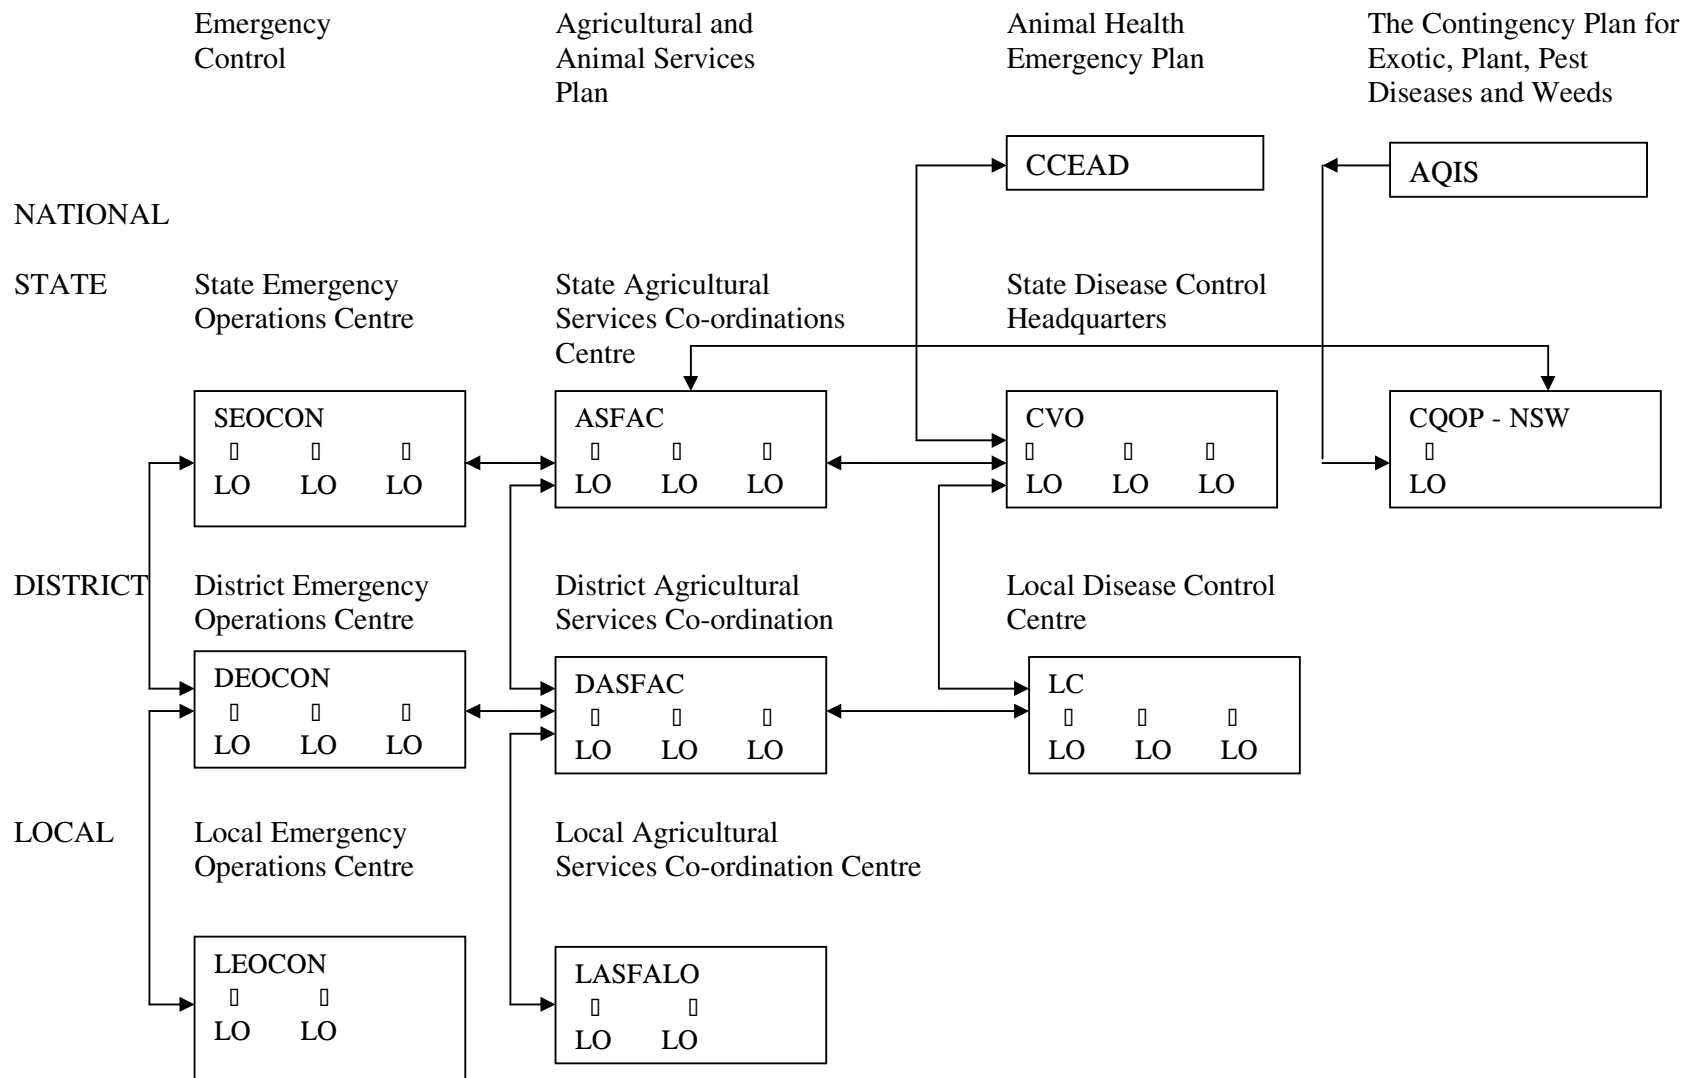 Emergency
Control
Agricultural and
Animal Services
Plan
Animal Health
Emergency Plan
The Contingency Plan for
Exotic, Plant, Pest
Diseases and Weeds
CCEAD
AQIS
NATIONAL
STATE
State Emergency
Operations Centre
State Agricultural
Services Co-ordinations
Centre
State Disease Control
Headquarters
SEOCON
LO LO LO
ASFAC
LO LO LO
CVO
LO LO LO
CQOP - NSW
LO
DISTRICT
District Emergency
Operations Centre
District Agricultural
Services Co-ordination
Local Disease Control
Centre
DEOCON
LO LO LO
DASFAC
LO LO LO
LC
LO LO LO
LOCAL
Local Emergency
Operations Centre
Local Agricultural
Services Co-ordination Centre
LEOCON
LO LO
LASFALO
LO LO